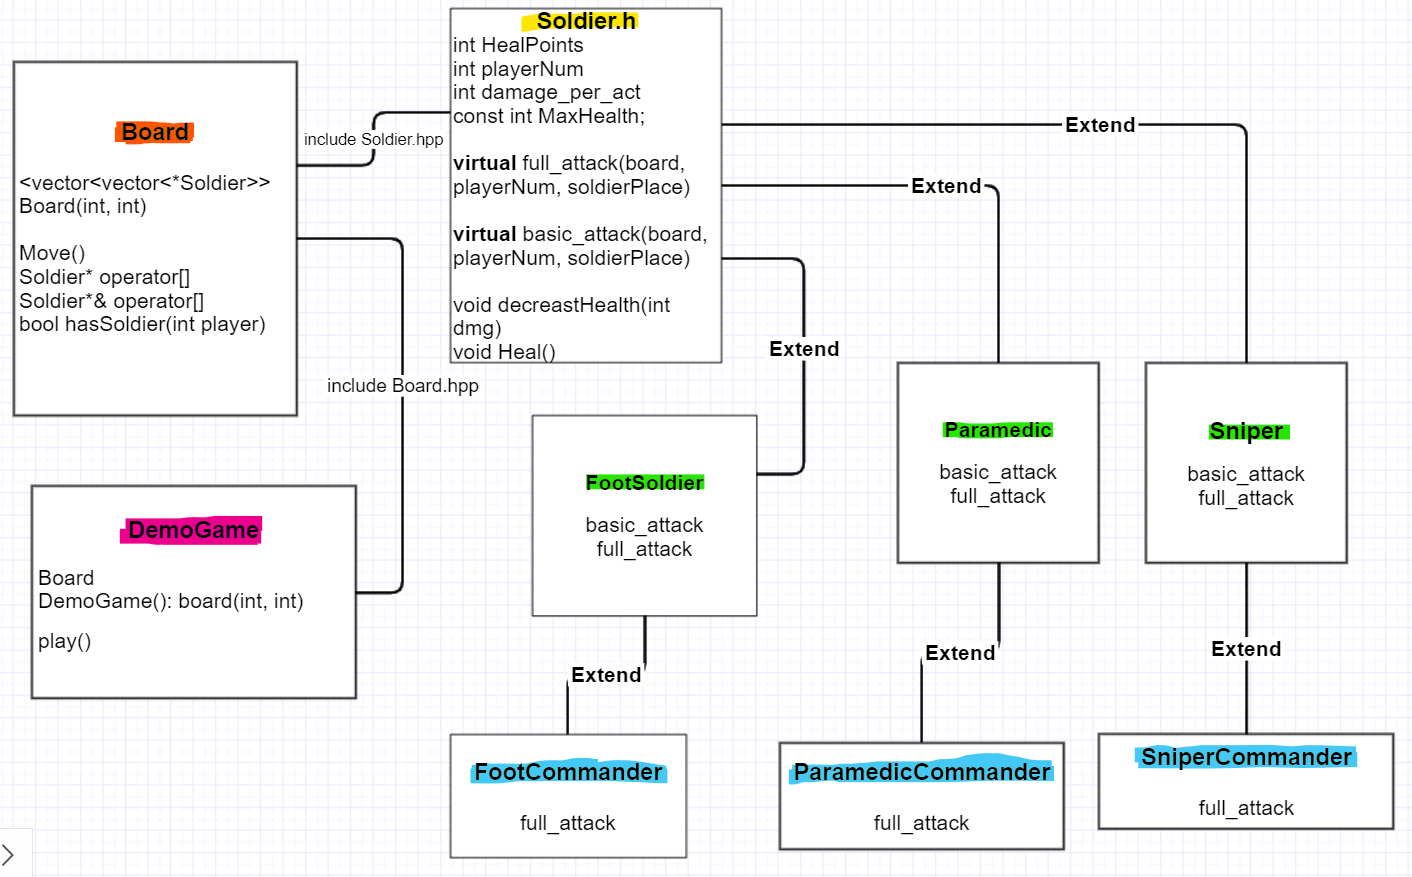 Soldier.h
int HealPoints
int playerNum
int damage_per_act
const int MaxHealth;
virtual full_attack(board,
playerNum, soldierPlace)
virtual basic_attack(board,
playerNum, soldierPlace)
void decreastHealth(int
dmg)
void Heal()
Board
<vector<vector<*Soldier>>
Board(int, int)
Move()
Soldier* operator[]
Soldier*& operator[]
bool hasSoldier(int player)
include Soldier.hpp
include Board.hpp
DemoGame
Board
DemoGame(): board(int, int)
play()
Extend
Extend
Extend
FootSoldier
basic_attack
full_attack
Paramedic
basic_attack
full_attack
Sniper
basic_attack
full_attack
Extend
Extend
Extend
FootCommander
full_attack
ParamedicCommander
full_attack
SniperCommander
full_attack